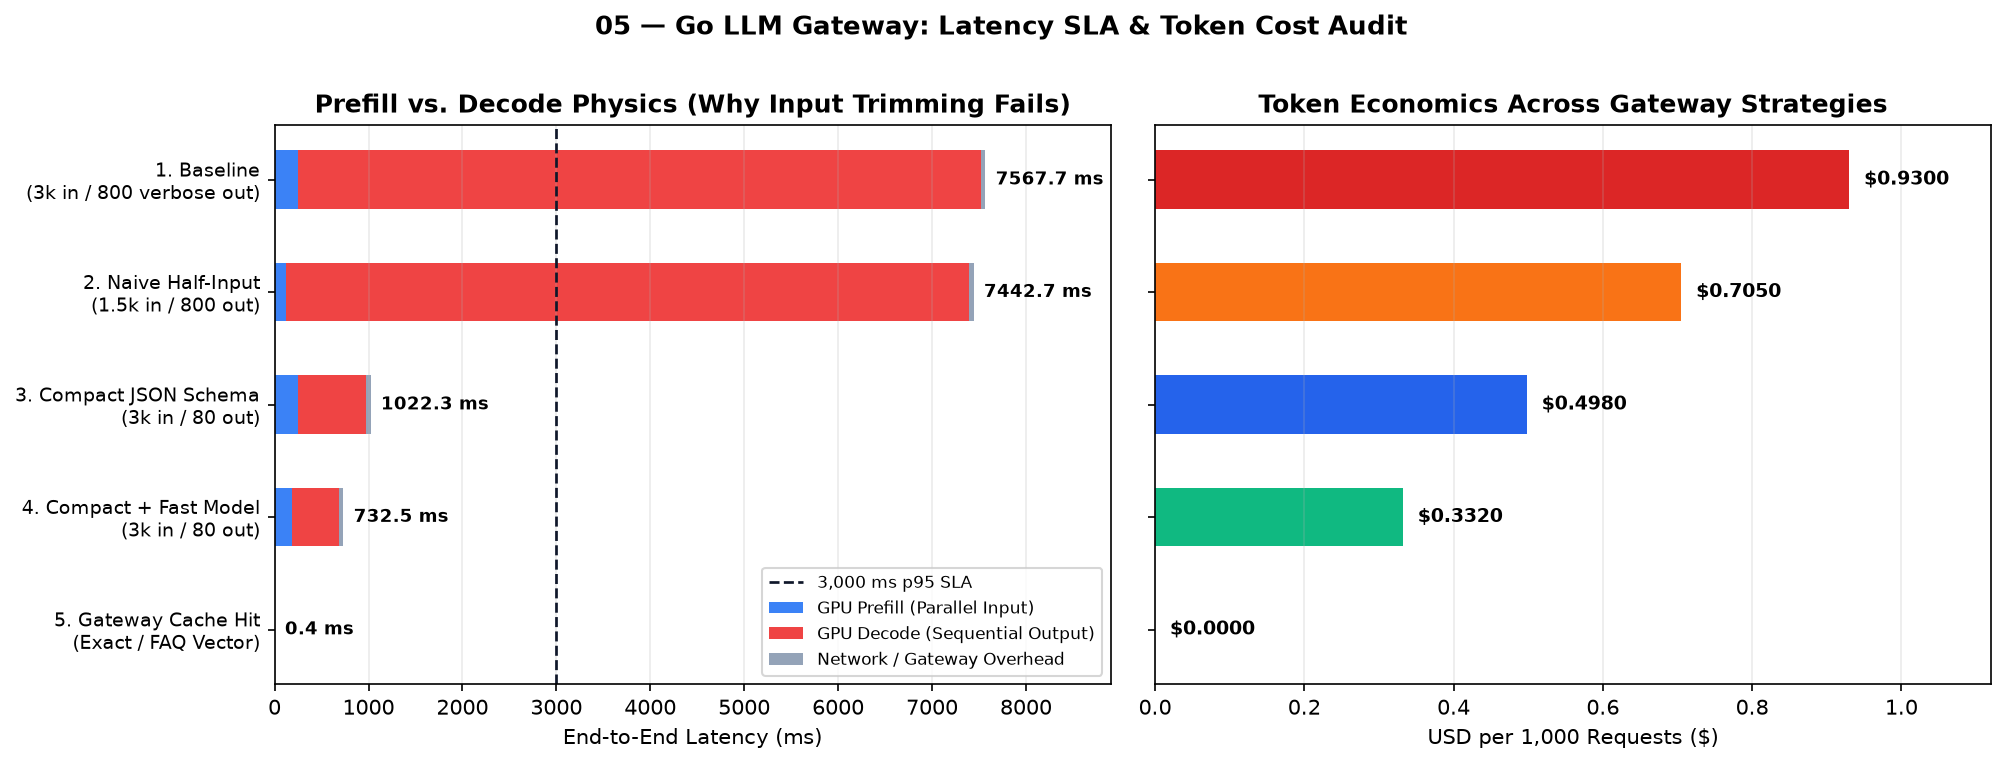 05 — Go LLM Gateway: Latency SLA & Token Cost Audit
Prefill vs. Decode Physics (Why Input Trimming Fails)
1. Baseline
(3k in / 800 verbose out)
7567.7 ms
2. Naive Half-Input
(1.5k in / 800 out)
7442.7 ms
3. Compact JSON Schema
(3k in / 80 out)
1022.3 ms
4. Compact + Fast Model
(3k in / 80 out)
732.5 ms
5. Gateway Cache Hit
(Exact / FAQ Vector)
0.4 ms
3,000 ms p95 SLA
GPU Prefill (Parallel Input)
GPU Decode (Sequential Output)
Network / Gateway Overhead
0 1000 2000 3000 4000 5000 6000 7000 8000
End-to-End Latency (ms)
Token Economics Across Gateway Strategies
$0.9300
$0.7050
$0.4980
$0.3320
$0.0000
0.0 0.2 0.4 0.6 0.8 1.0
USD per 1,000 Requests ($)